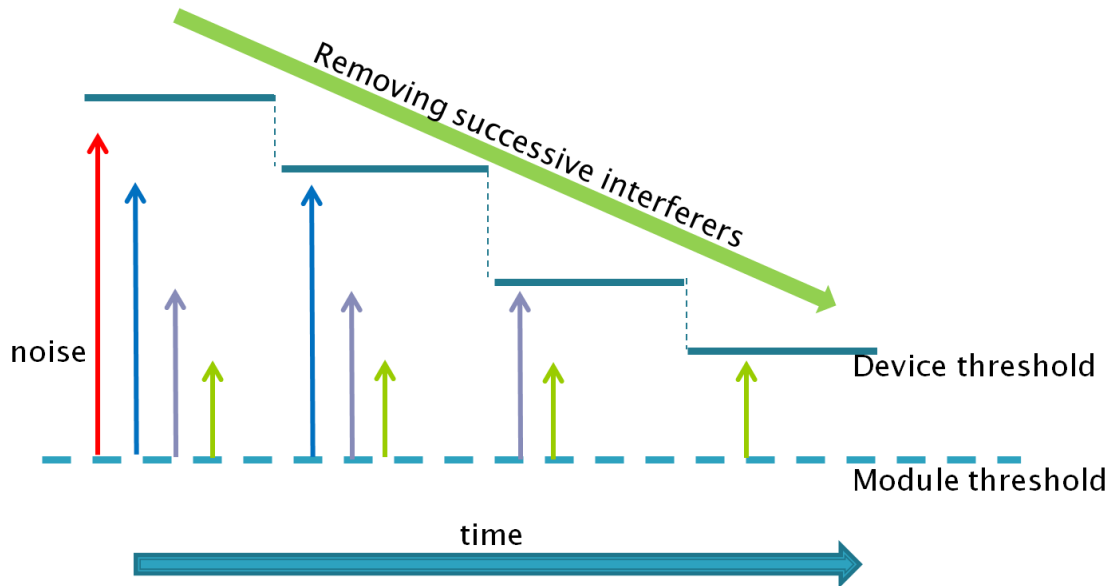 Removing successive interferers
noise
Device threshold
Module threshold
time